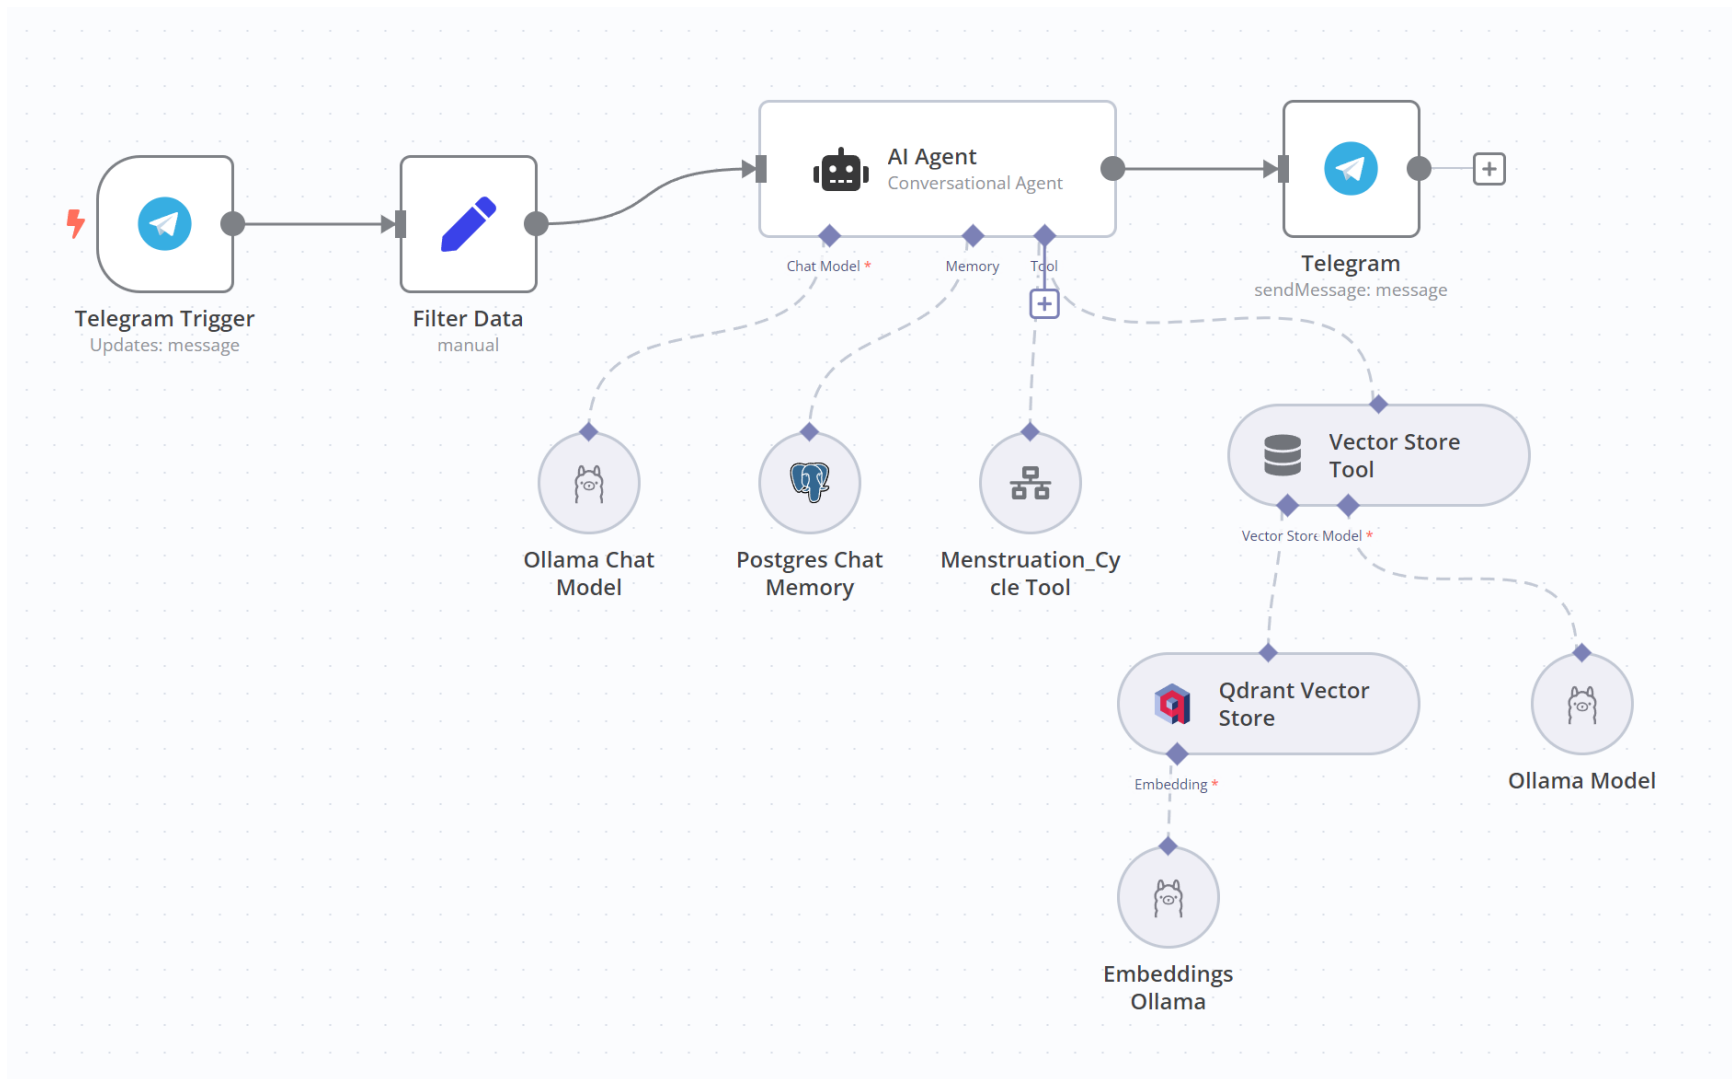 AI Agent
Conversational Agent
Chat Model *
Memory
Tool
Telegram Trigger
Updates: message
Filter Data
manual
Telegram
sendMessage: message
Ollama Chat
Model
Postgres Chat
Memory
Menstruation_Cy
cle Tool
Vector Store
Tool
Vector Store
Model *
Qdrant Vector
Store
Embedding *
Ollama Model
Embeddings
Ollama